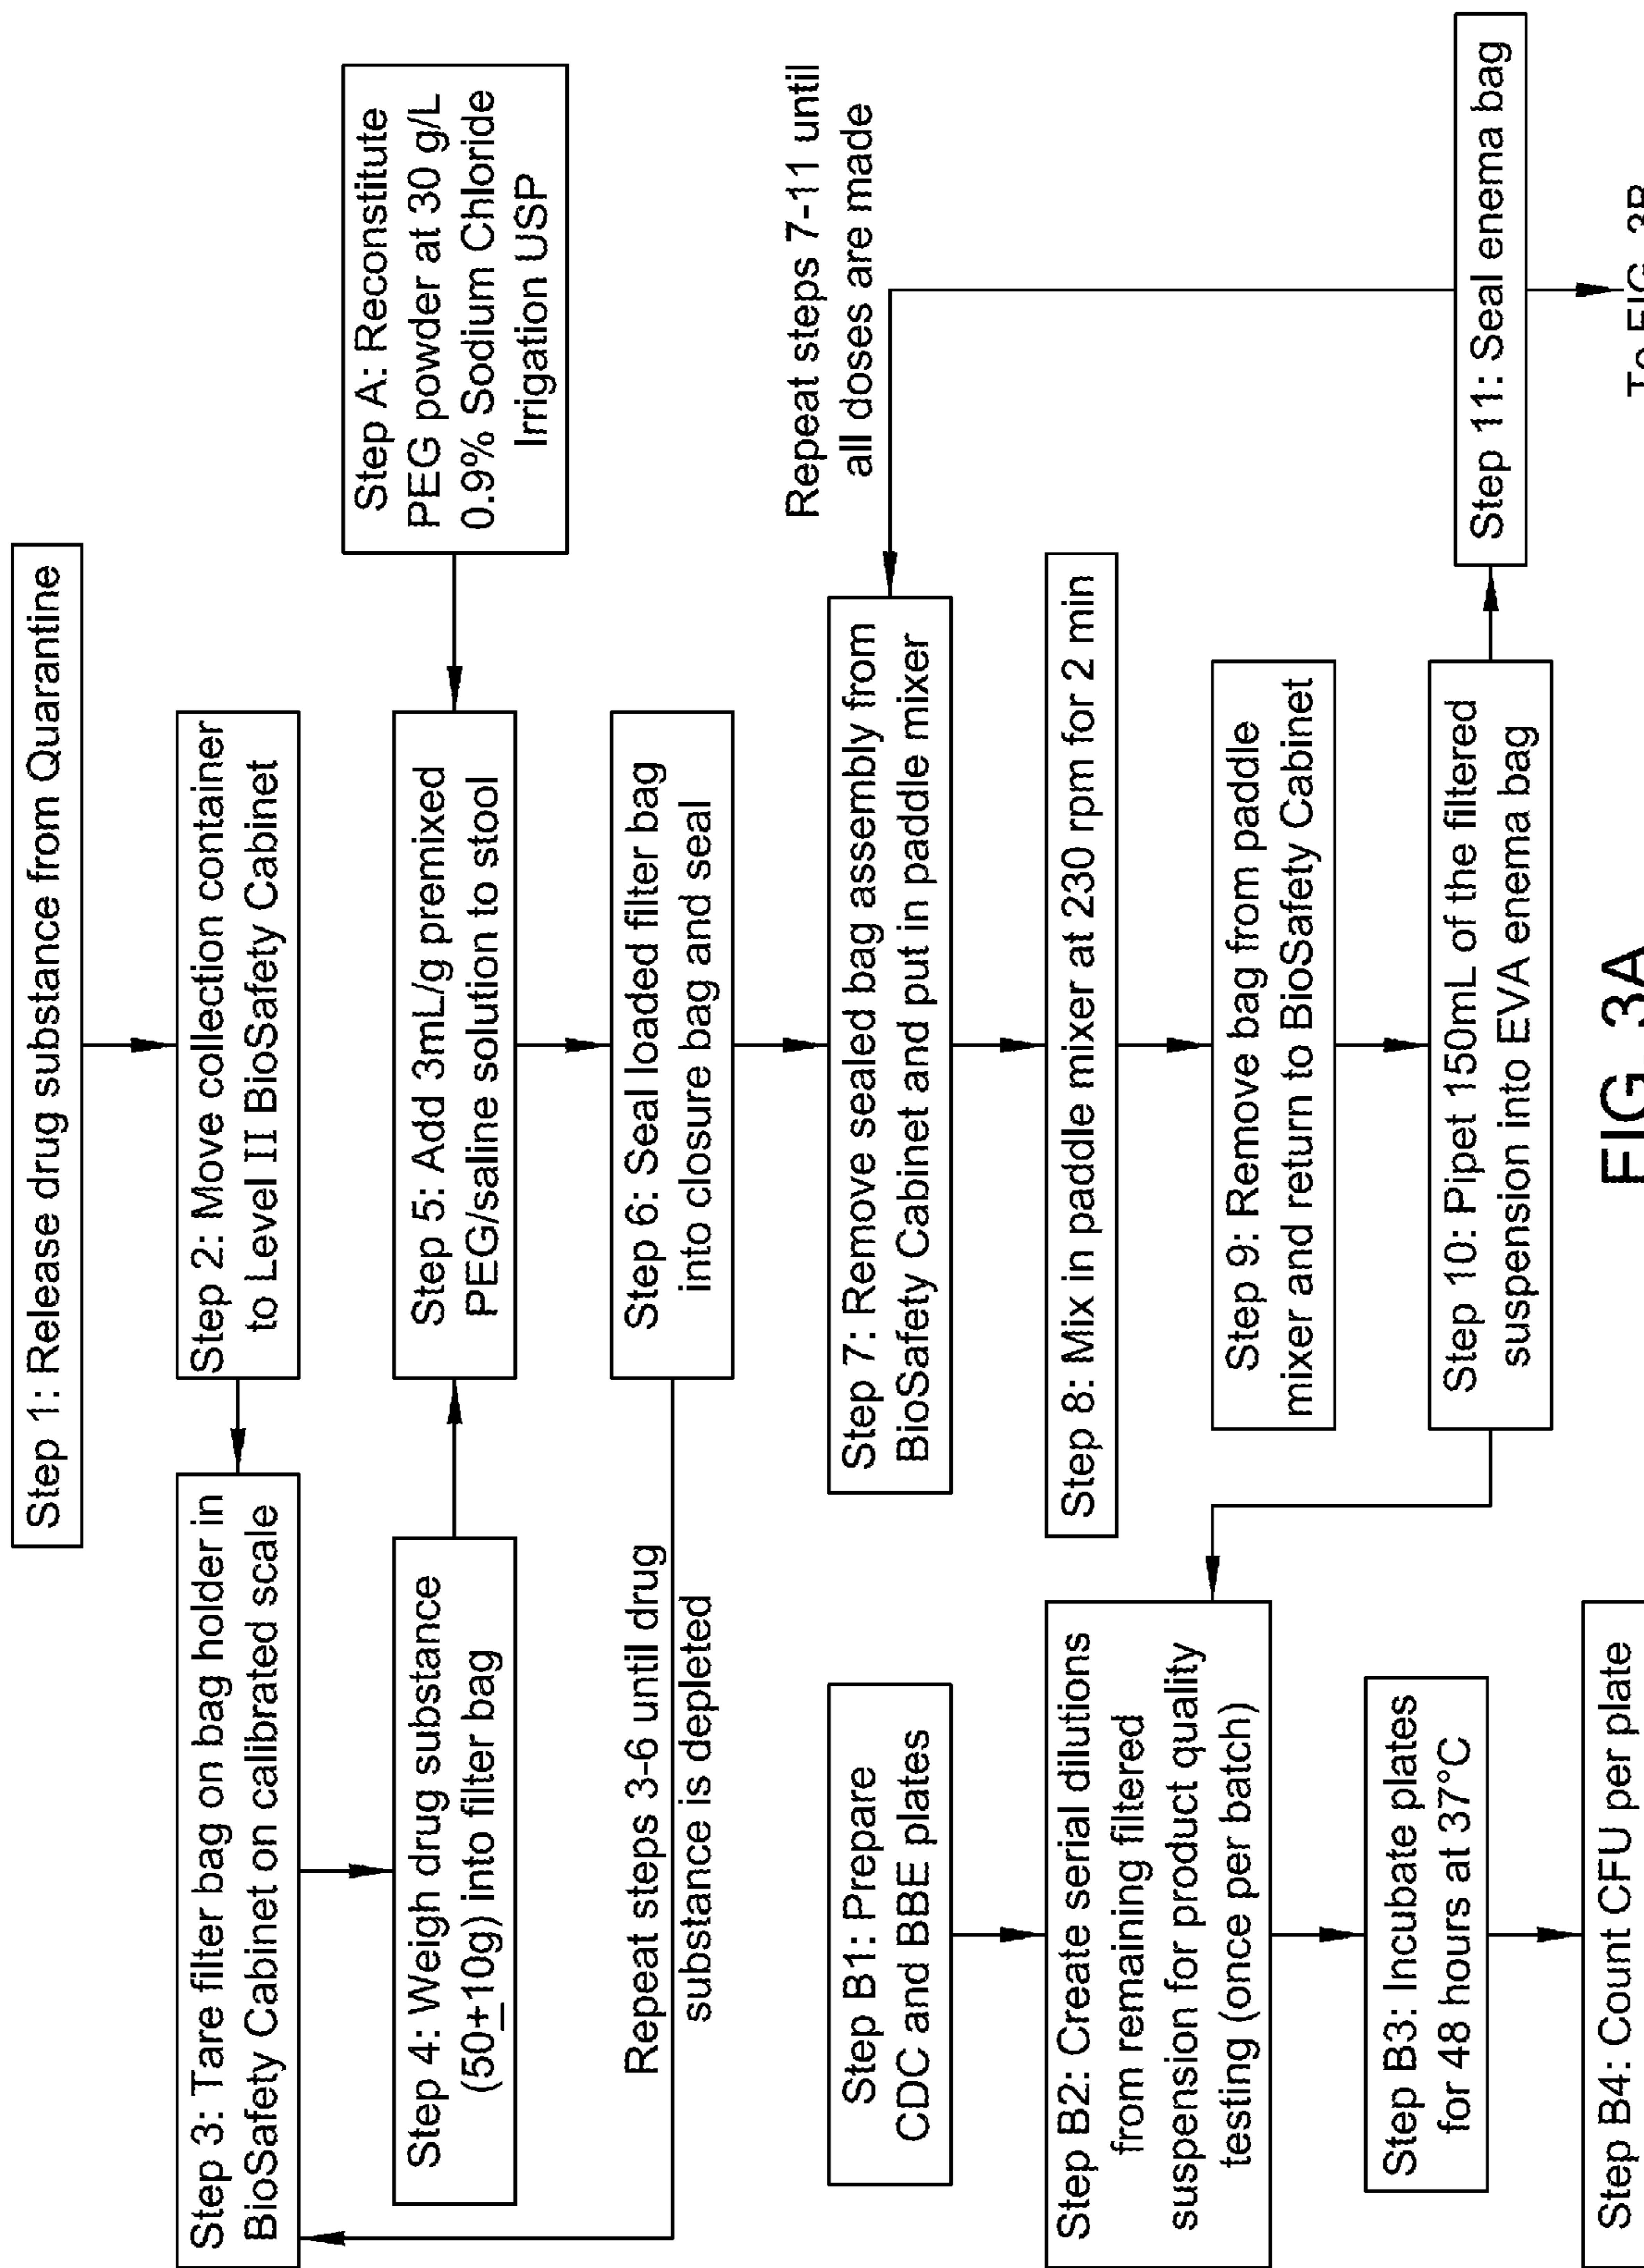 Step 1: Release drug substance from Quarantine
Step 2: Move collection container
to Level II BioSafety Cabinet
Step 3: Tare filter bag on bag holder in
BioSafety Cabinet on calibrated scale
Step 4: Weigh drug substance
(50±10g) into filter bag
Step A: Reconstitute
PEG powder at 30 g/L
0.9% Sodium Chloride
Irrigation USP
Step 5: Add 3mL/g premixed
PEG/saline solution to stool
Step 6: Seal loaded filter bag
into closure bag and seal
Repeat steps 3-6 until drug
substance is depleted
Step 7: Remove sealed bag assembly from
BioSafety Cabinet and put in paddle mixer
Repeat steps 7-11 until
all doses are made
Step 8: Mix in paddle mixer at 230 rpm for 2 min
Step 9: Remove bag from paddle
mixer and return to BioSafety Cabinet
Step 10: Pipet 150mL of the filtered
suspension into EVA enema bag
Step 11: Seal enema bag
Step B1: Prepare
CDC and BBE plates
Step B2: Create serial dilutions
from remaining filtered
suspension for product quality
testing (once per batch)
Step B3: Incubate plates
for 48 hours at 37°C
Step B4: Count CFU per plate
To FIG. 3B
FIG. 3A